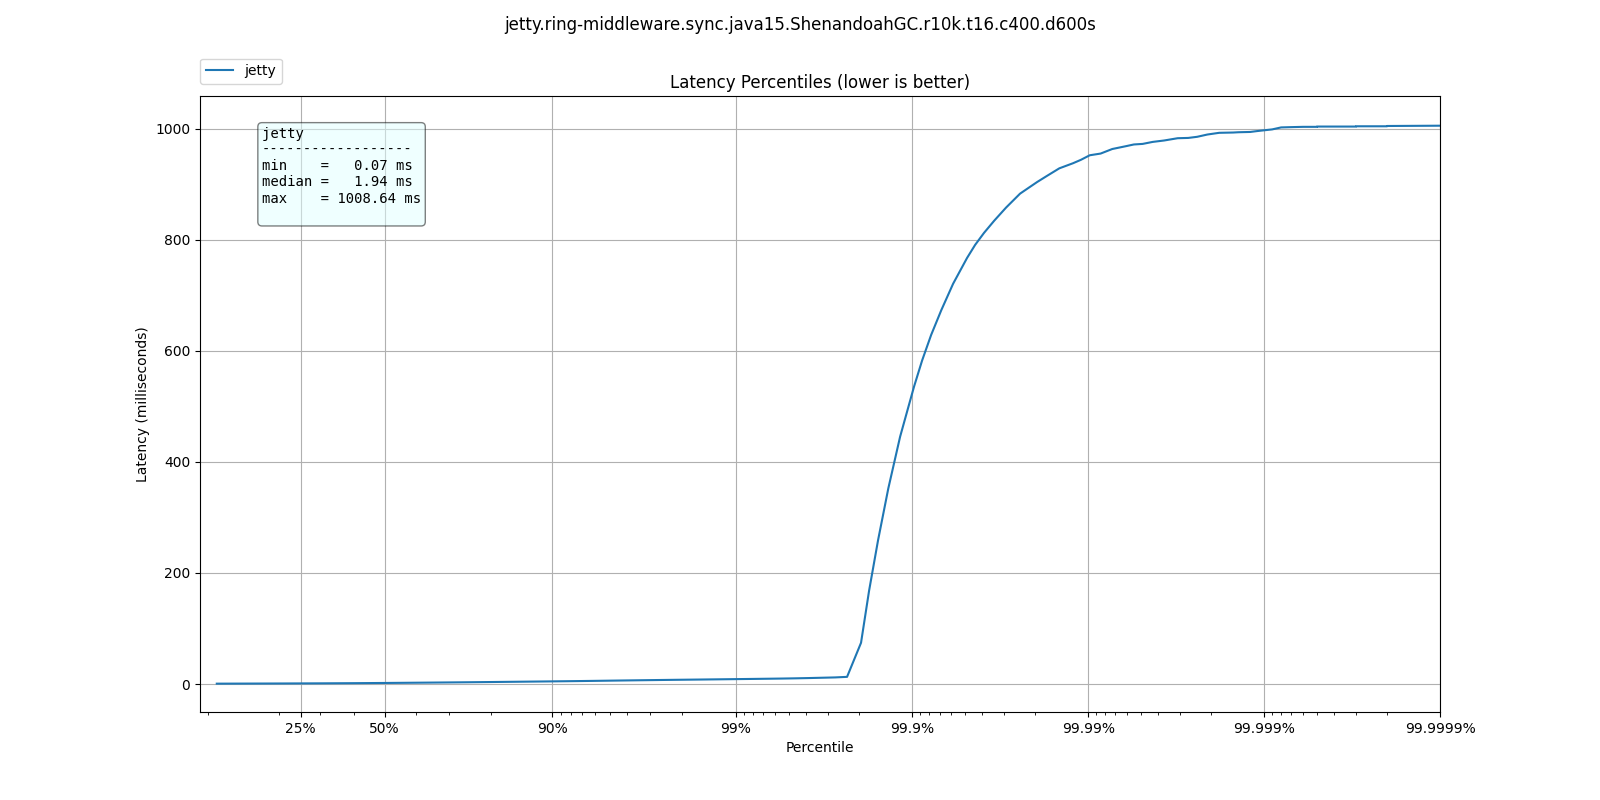 jetty.ring-middleware.sync.java15.ShenandoahGC.r10k.t16.c400.d600s
jetty
Latency Percentiles (lower is better)
jetty
------------------
min    =   0.07 ms
median =   1.94 ms
max    = 1008.64 ms
1000
800
600
400
200
0
Latency (milliseconds)
25% 50% 90% 99% 99.9% 99.99% 99.999% 99.9999%
Percentile